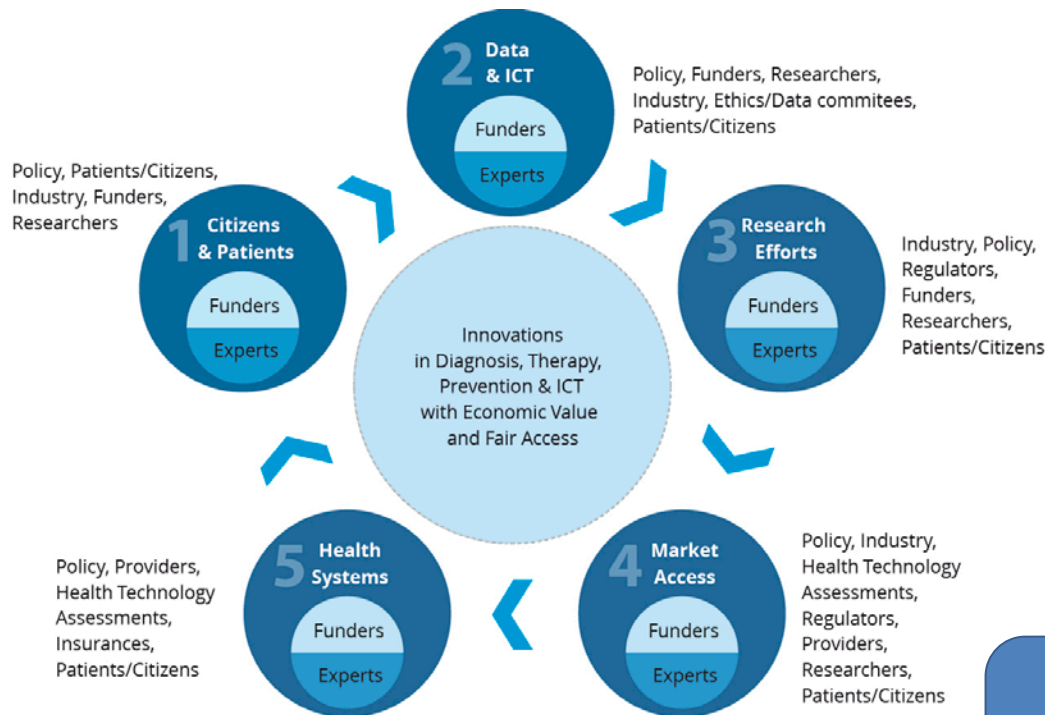 Policy, Patients/Citizens,
Industry, Funders,
Researchers
1
Citizens
& Patients
Funders
Experts
2
Data
& ICT
Funders
Experts
Policy, Funders, Researchers,
Industry, Ethics/Data commitees,
Patients/Citizens
3
Research
Efforts
Funders
Experts
Industry, Policy,
Regulators,
Funders,
Researchers,
Patients/Citizens
Innovations
in Diagnosis, Therapy,
Prevention & ICT
with Economic Value
and Fair Access
4
Market
Access
Funders
Experts
Policy, Industry,
Health Technology
Assessments,
Regulators,
Providers,
Researchers,
Patients/Citizens
5
Health
Systems
Funders
Experts
Policy, Providers,
Health Technology
Assessments,
Insurances,
Patients/Citizens